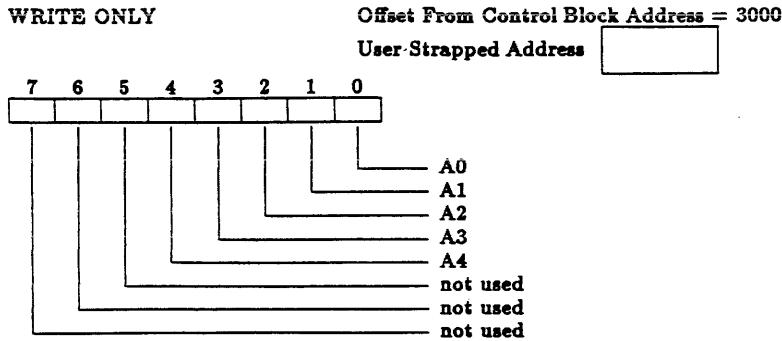 WRITE ONLY Offset From Control Block Address = 3000
User-Strapped Address
7 6 5 4 3 2 1 0
A0
A1
A2
A3
A4
not used
not used
not used